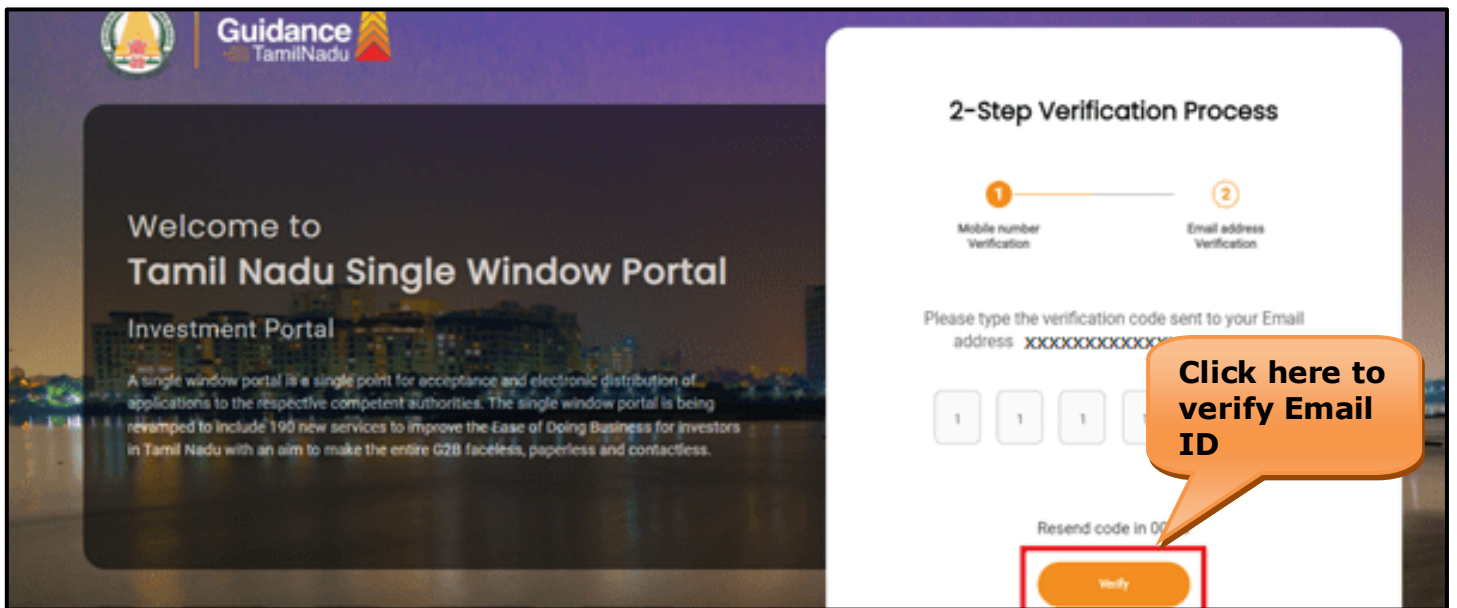 Guidance
TamilNadu
Welcome to
Tamil Nadu Single Window Portal
Investment Portal
A single window portal is a single point for acceptance and electronic distribution of
applications to the respective competent authorities. The single window portal is being
revamped to include 190 new services to improve the Ease of Doing Business for investors
in Tamil Nadu with an aim to make the entire G2B faceless, paperless and contactless.
2-Step Verification Process
1
2
Mobile number
Verification
Email address
Verification
Please type the verification code sent to your Email
address XXXXXXXXXXXXX
1 1 1 1
Click here to
verify Email
ID
Resend code in
Verify